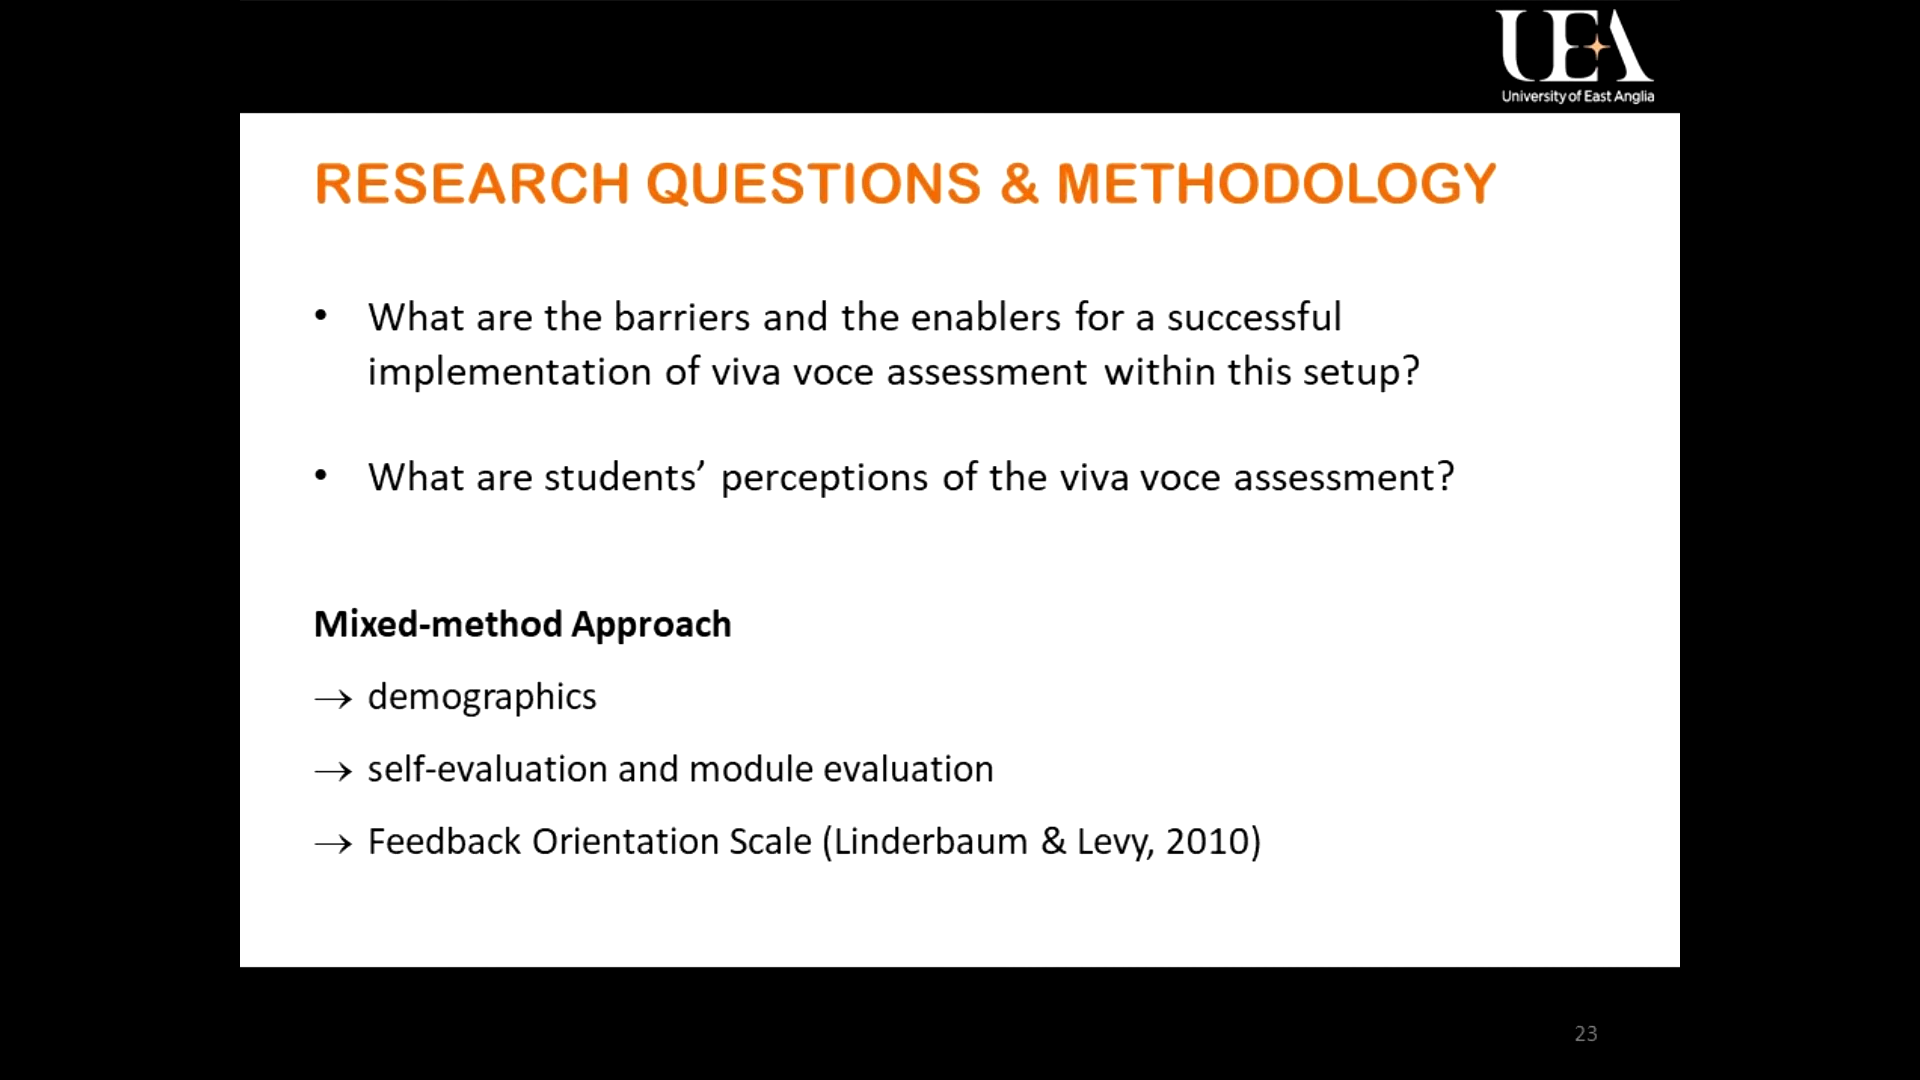 UEA
University of East Anglia
RESEARCH QUESTIONS & METHODOLOGY
• What are the barriers and the enablers for a successful
implementation of viva voce assessment within this setup?
• What are students’ perceptions of the viva voce assessment?
Mixed-method Approach
→ demographics
→ self-evaluation and module evaluation
→ Feedback Orientation Scale (Linderbaum & Levy, 2010)
23